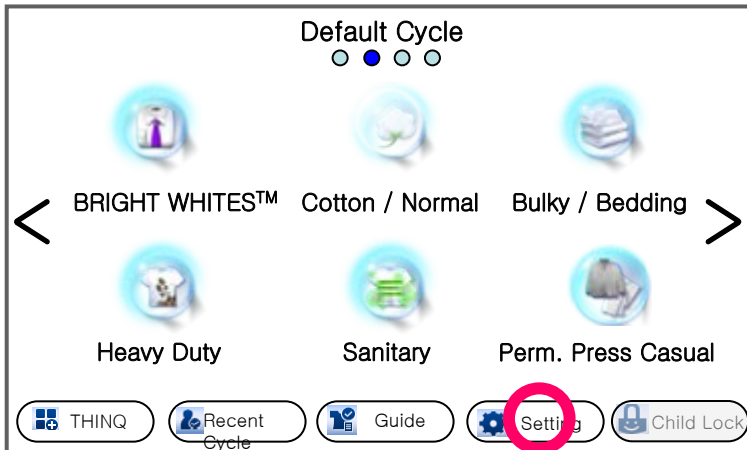 Default Cycle
BRIGHT WHITES™ Cotton / Normal Bulky / Bedding
Heavy Duty Sanitary Perm. Press Casual
THINQ Recent Guide Setting Child Lock
Cycle